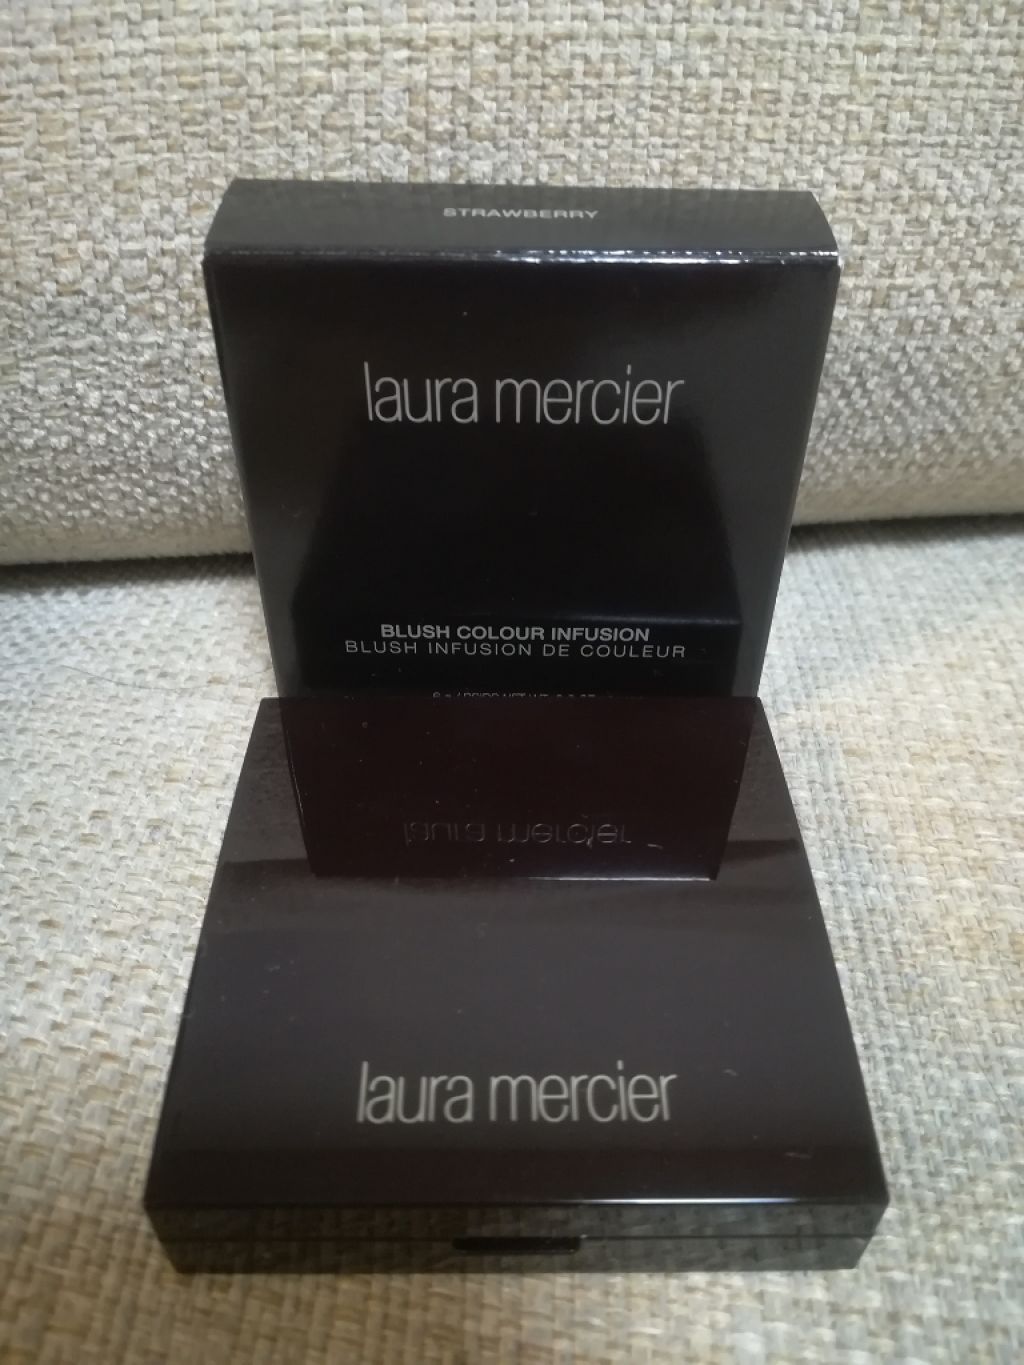 STRAWBERRY
laura mercier
BLUSH COLOUR INFUSION
BLUSH INFUSION DE COULEUR
laura mercier
laura mercier